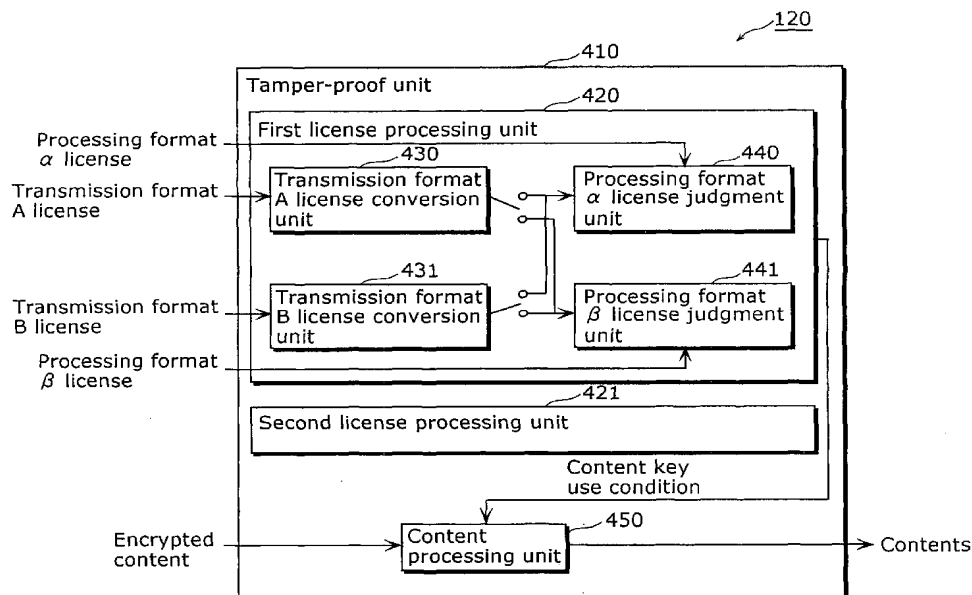 120
410
Tamper-proof unit
420
First license processing unit
Processing format
α license
430
440
Transmission format
A license
Transmission format
A license conversion
unit
Processing format
α license judgment
unit
431
441
Transmission format
B license
Transmission format
B license conversion
unit
Processing format
β license judgment
unit
Processing format
β license
421
Second license processing unit
Content key
use condition
450
Encrypted
content
Content
processing unit
Contents